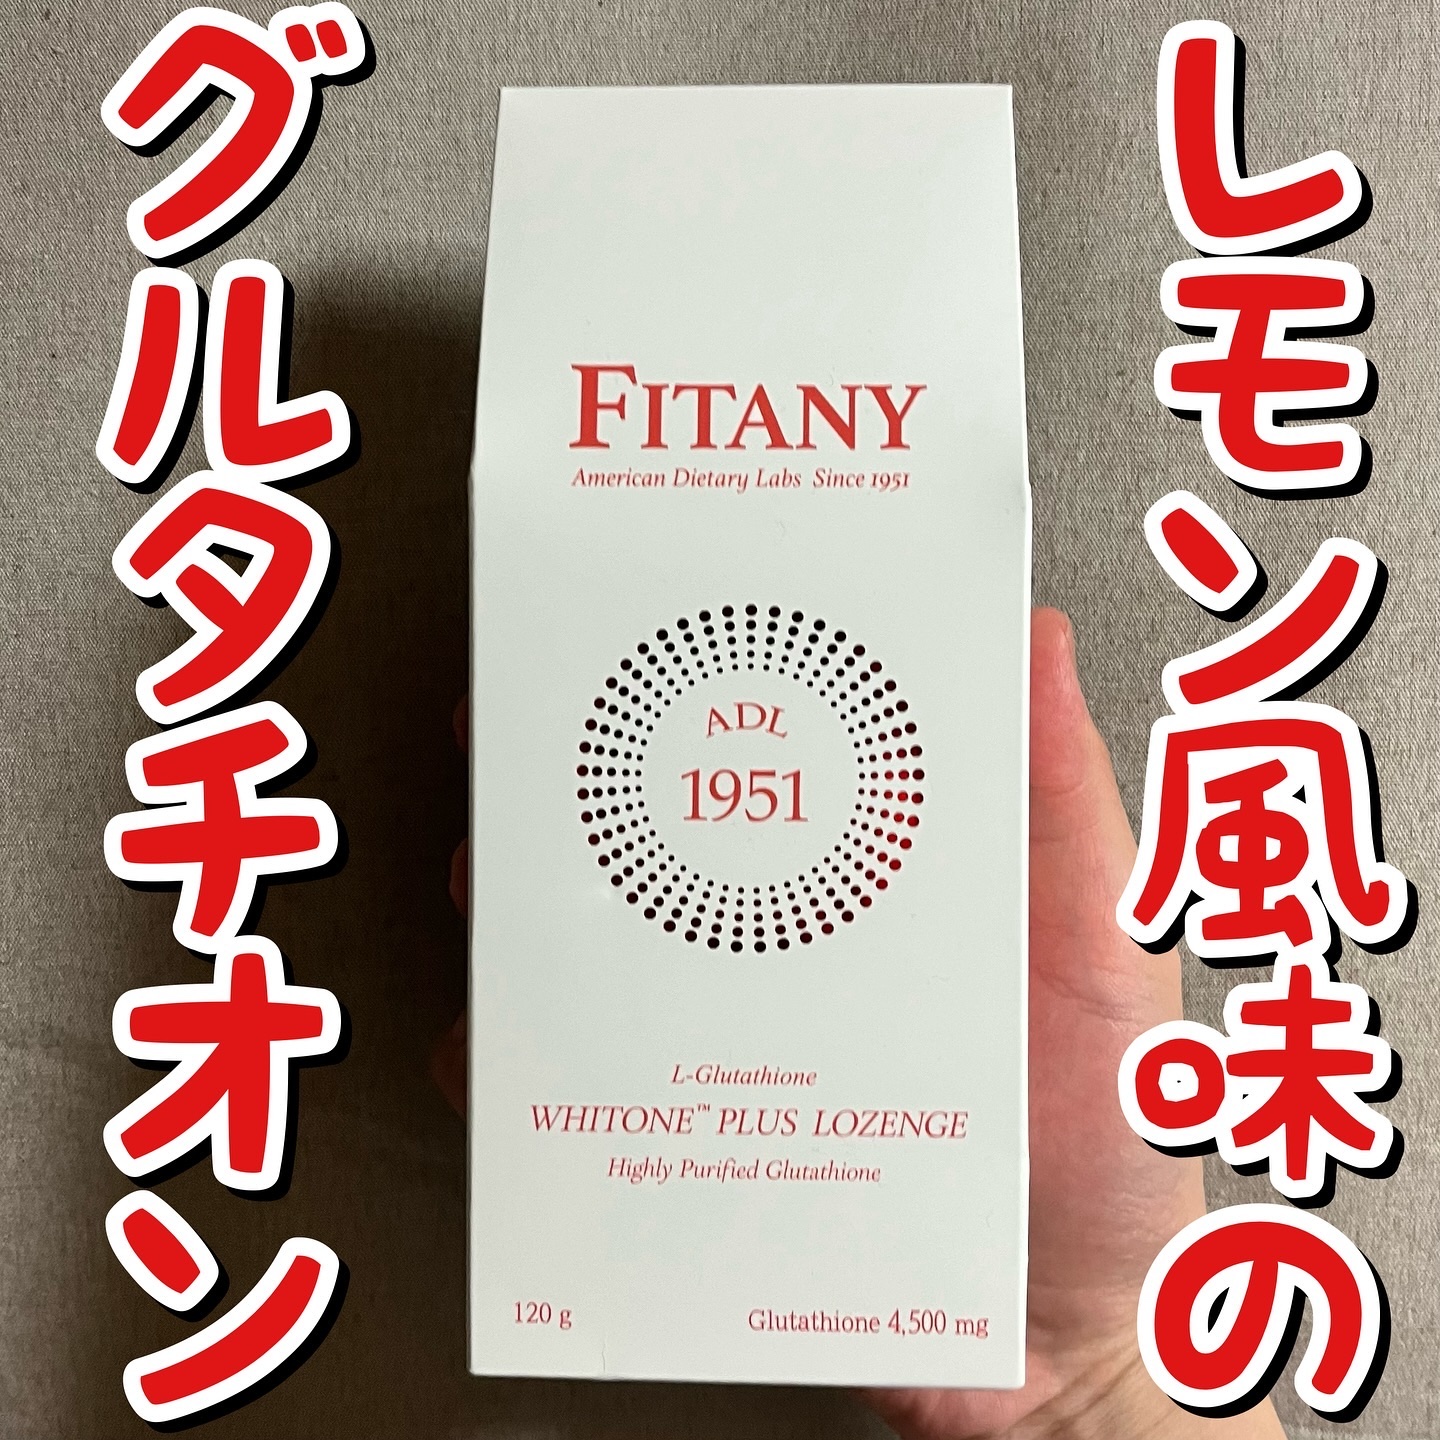 レモン風味の
グルタチオン
FITANY
American Dietary Labs Since 1951
ADL
1951
L-Glutathione
WHITONE™ PLUS LOZENGE
Highly Purified Glutathione
120 g
Glutathione 4,500 mg